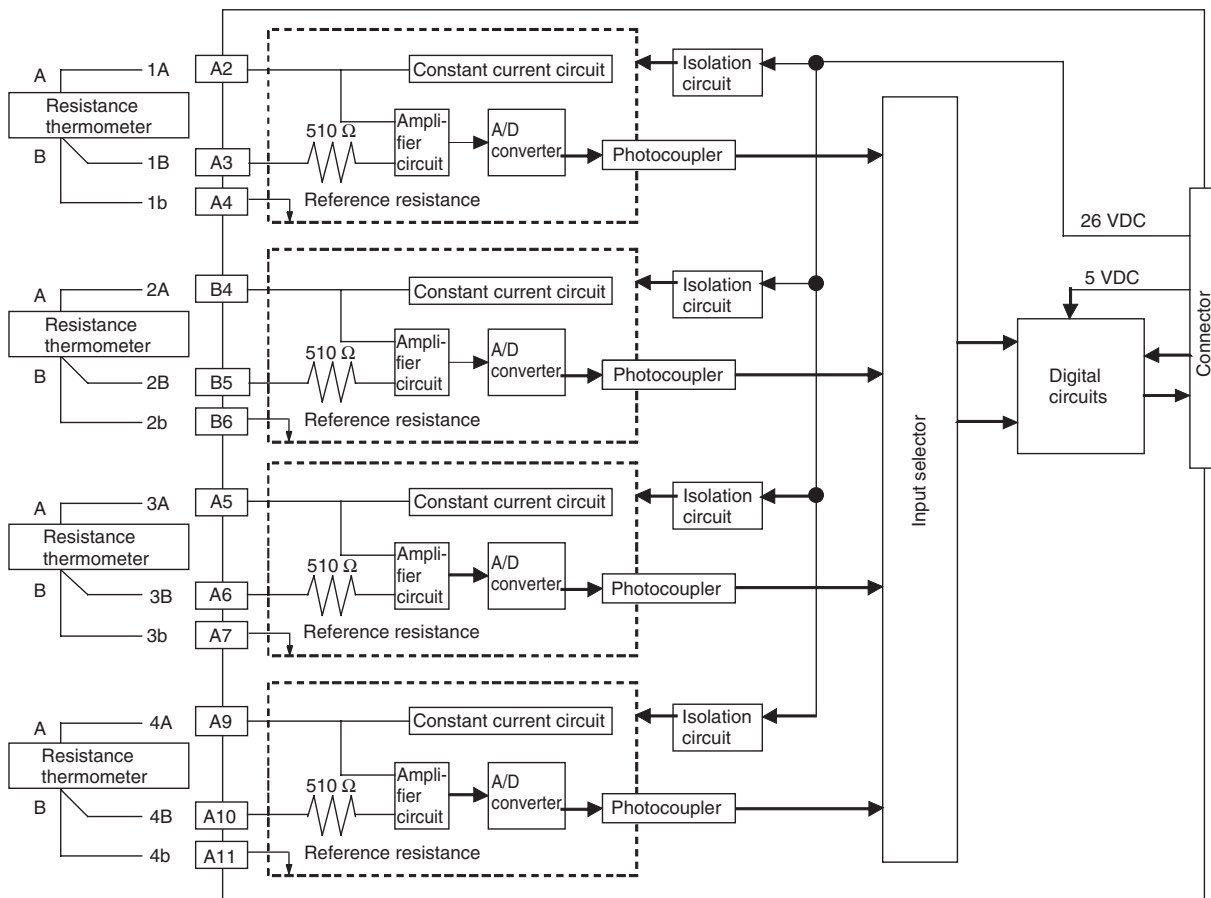 A
1A
A2
Constant current circuit
Isolation
circuit
Resistance
thermometer
510 Ω
Ampli-
fier
circuit
A/D
converter
Photocoupler
B
1B
A3
1b
A4
Reference resistance
26 VDC
A
2A
B4
Constant current circuit
Isolation
circuit
5 VDC
Resistance
thermometer
510 Ω
Ampli-
fier
circuit
A/D
converter
Photocoupler
B
2B
B5
2b
B6
Reference resistance
Input selector
Digital
circuits
Connector
A
3A
A5
Constant current circuit
Isolation
circuit
Resistance
thermometer
510 Ω
Ampli-
fier
circuit
A/D
converter
Photocoupler
B
3B
A6
3b
A7
Reference resistance
A
4A
A9
Constant current circuit
Isolation
circuit
Resistance
thermometer
510 Ω
Ampli-
fier
circuit
A/D
converter
Photocoupler
B
4B
A10
4b
A11
Reference resistance